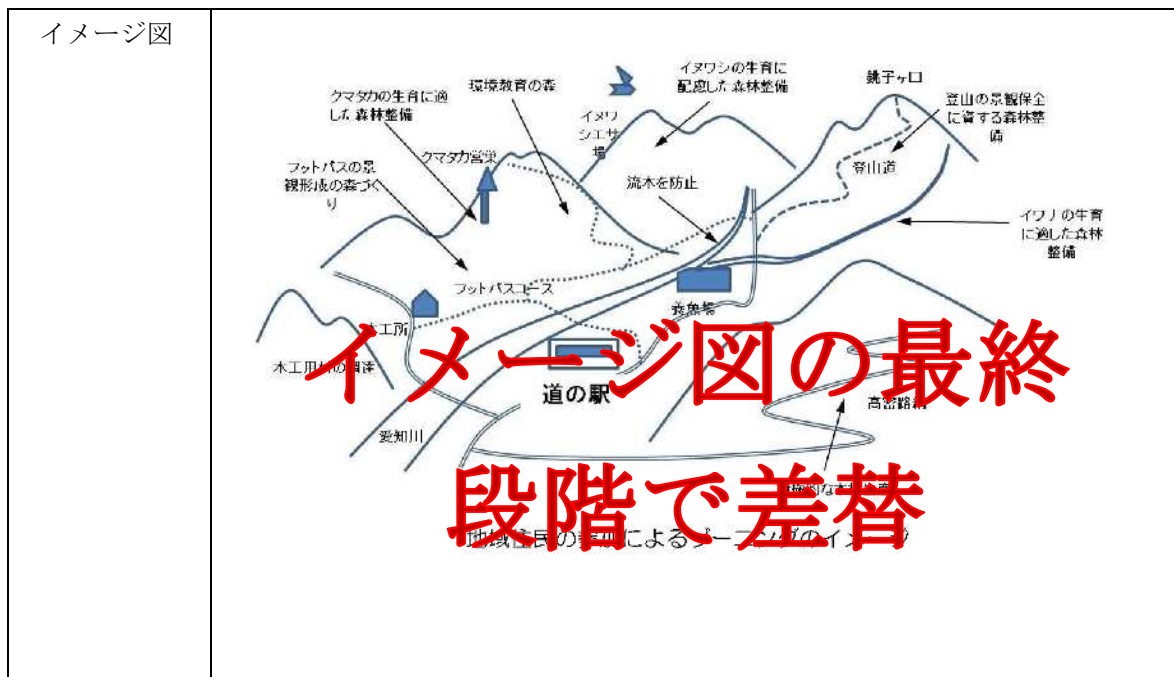 イメージ図
イヌワシの生育に
配慮した森林整備
銚子ヶ口
環境教育の森
クマタカの生育に適
した森林整備
登山の景観保全
に資する森林整
備
イヌワ
シエサ
場
クマタカ営巣
フットパスの景
観形成の森づく
り
登山道
流木を防止
イワナの生育
に適した森林
整備
フットパスコース
養魚場
木工所
イメージ図の最終
道の駅
愛知川
段階で差替